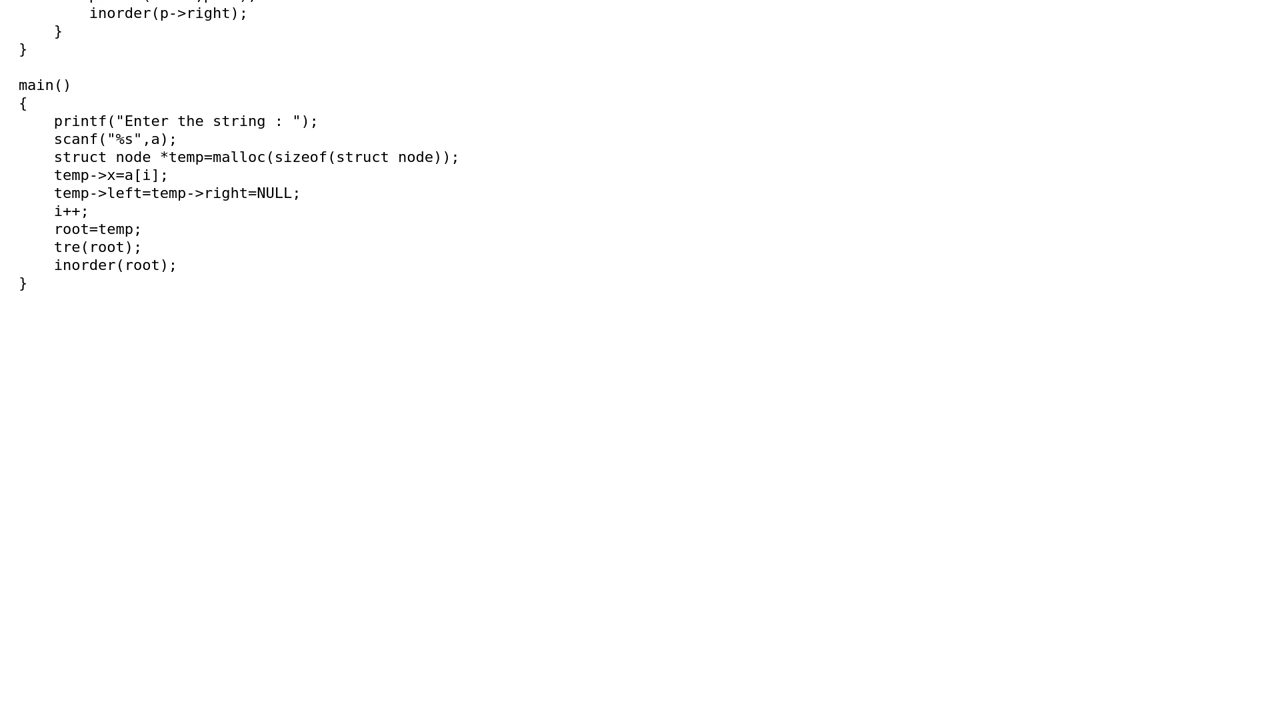 inorder(p->right);
    }
}

main()
{
    printf("Enter the string : ");
    scanf("%s",a);
    struct node *temp=malloc(sizeof(struct node));
    temp->x=a[i];
    temp->left=temp->right=NULL;
    i++;
    root=temp;
    tre(root);
    inorder(root);
}